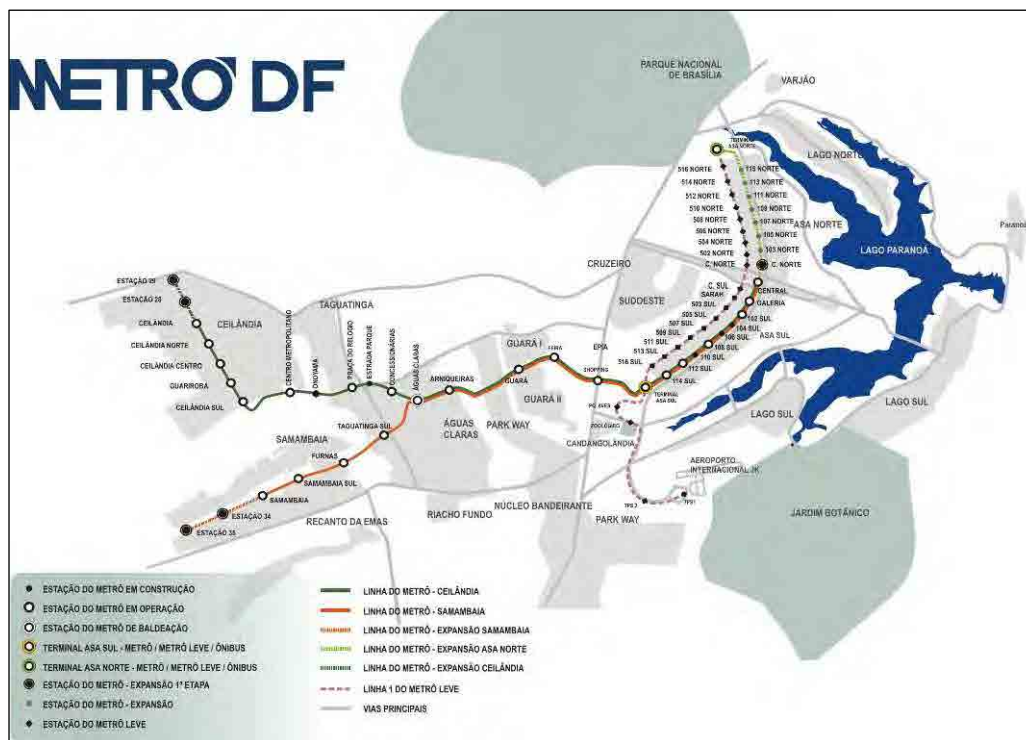 METRÔ DF
PARQUE NACIONAL
DE BRASÍLIA
VARJÃO
LAGO NORTE
TERMINAL
ASA NORTE
516 NORTE
514 NORTE
512 NORTE
510 NORTE
508 NORTE
506 NORTE
504 NORTE
502 NORTE
C. NORTE
115 NORTE
113 NORTE
111 NORTE
109 NORTE
107 NORTE
105 NORTE
103 NORTE
C. NORTE
ASA NORTE
LAGO PARANOÁ
Paranoá
CRUZEIRO
SUDOESTE
CENTRAL
GALERIA
C. SUL
SARAH
503 SUL
505 SUL
507 SUL
509 SUL
511 SUL
513 SUL
516 SUL
102 SUL
104 SUL
106 SUL
108 SUL
110 SUL
112 SUL
114 SUL
ASA SUL
TERMINAL
ASA SUL
LAGO SUL
LAGO SUL
ESTAÇÃO 28
CEILÂNDIA
CEILÂNDIA NORTE
CEILÂNDIA CENTRO
GUARIROBA
CEILÂNDIA SUL
CEILÂNDIA
TAGUATINGA
CENTRO METROPOLITANO
ONOYAMA
PRAÇA DO RELÓGIO
ESTRADA PARQUE
CONCESSIONÁRIAS
ÁGUAS CLARAS
ARNIQUEIRAS
GUARÁ I
FEIRA
GUARÁ
GUARÁ II
EPIA
SHOPPING
ÁGUAS
CLARAS
PARK WAY
ZOOLÓGICO
CANDANGOLÂNDIA
AEROPORTO
INTERNACIONAL JK
TPS 1
SAMAMBAIA
TAGUATINGA SUL
FURNAS
SAMAMBAIA SUL
SAMAMBAIA
ESTAÇÃO 34
ESTAÇÃO 35
RECANTO DA EMAS
RIACHO FUNDO
NÚCLEO BANDEIRANTE
PARK WAY
JARDIM BOTÂNICO
ESTAÇÃO DO METRÔ EM CONSTRUÇÃO
ESTAÇÃO DO METRÔ EM OPERAÇÃO
ESTAÇÃO DO METRÔ DE BALDEAÇÃO
TERMINAL ASA SUL - METRÔ / METRÔ LEVE / ÔNIBUS
TERMINAL ASA NORTE - METRÔ / METRÔ LEVE / ÔNIBUS
ESTAÇÃO DO METRÔ - EXPANSÃO 1ª ETAPA
ESTAÇÃO DO METRÔ - EXPANSÃO
ESTAÇÃO DO METRÔ LEVE
LINHA DO METRÔ - CEILÂNDIA
LINHA DO METRÔ - SAMAMBAIA
LINHA DO METRÔ - EXPANSÃO SAMAMBAIA
LINHA DO METRÔ - EXPANSÃO ASA NORTE
LINHA DO METRÔ - EXPANSÃO CEILÂNDIA
LINHA 1 DO METRÔ LEVE
VIAS PRINCIPAIS